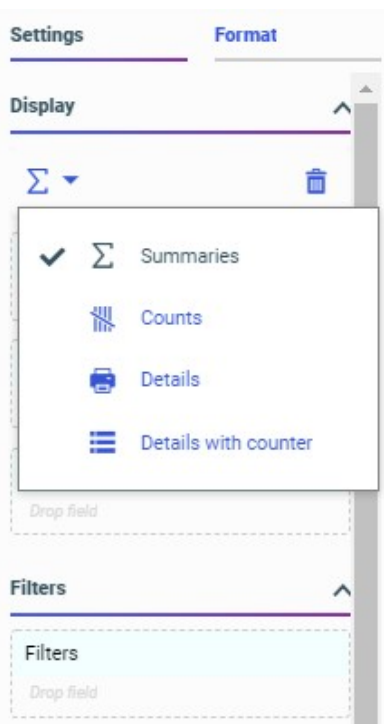 Settings Format
Display
Summaries
Counts
Details
Details with counter
Drop field
Filters
Filters
Drop field